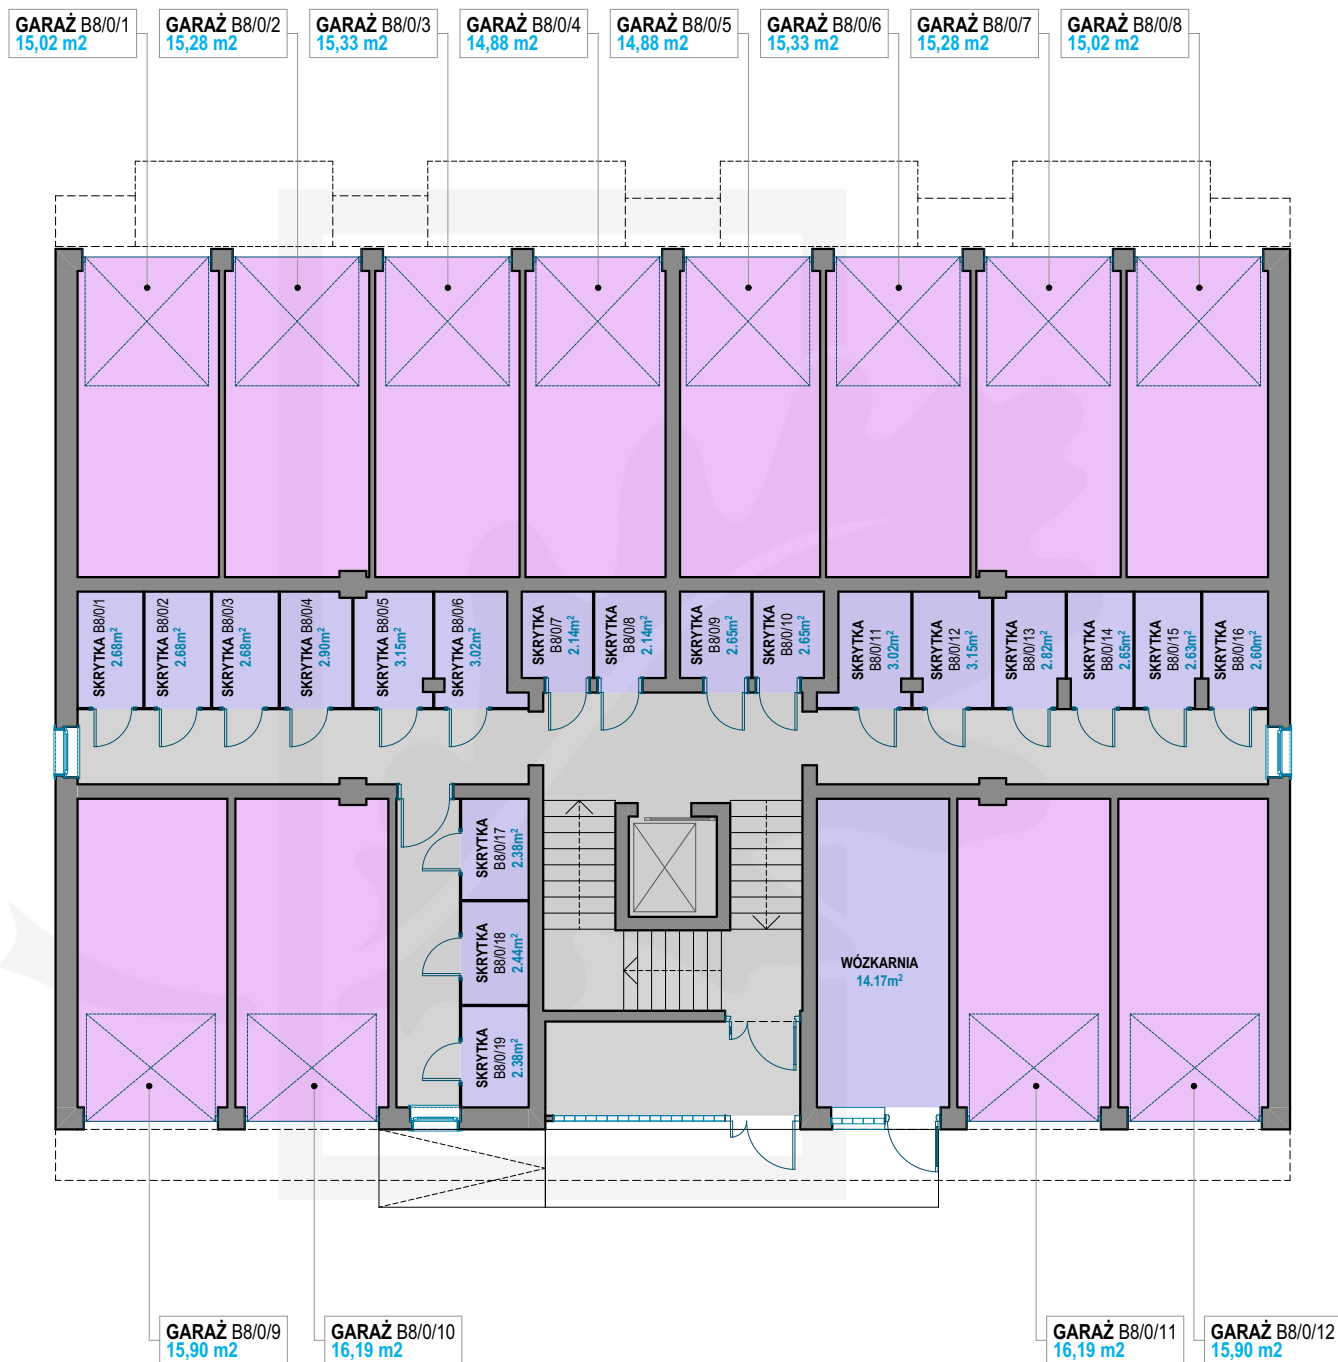 GARAŻ B8/0/1
15,02 m2
GARAŻ B8/0/2
15,28 m2
GARAŻ B8/0/3
15,33 m2
GARAŻ B8/0/4
14,88 m2
GARAŻ B8/0/5
14,88 m2
GARAŻ B8/0/6
15,33 m2
GARAŻ B8/0/7
15,28 m2
GARAŻ B8/0/8
15,02 m2
SKRYTKA B8/0/1
2.68m²
SKRYTKA B8/0/2
2.68m²
SKRYTKA B8/0/3
2.68m²
SKRYTKA B8/0/4
2.90m²
SKRYTKA B8/0/5
3.15m²
SKRYTKA B8/0/6
3.02m²
SKRYTKA
B8/0/7
2.14m²
SKRYTKA
B8/0/8
2.14m²
SKRYTKA
B8/0/9
2.65m²
SKRYTKA
B8/0/10
2.65m²
SKRYTKA
B8/0/11
3.02m²
SKRYTKA
B8/0/12
3.15m²
SKRYTKA
B8/0/13
2.82m²
SKRYTKA
B8/0/14
2.65m²
SKRYTKA
B8/0/15
2.63m²
SKRYTKA
B8/0/16
2.60m²
SKRYTKA
B8/0/17
2.38m²
SKRYTKA
B8/0/18
2.44m²
SKRYTKA
B8/0/19
2.38m²
WÓZKARNIA
14.17m²
GARAŻ B8/0/9
15,90 m2
GARAŻ B8/0/10
16,19 m2
GARAŻ B8/0/11
16,19 m2
GARAŻ B8/0/12
15,90 m2